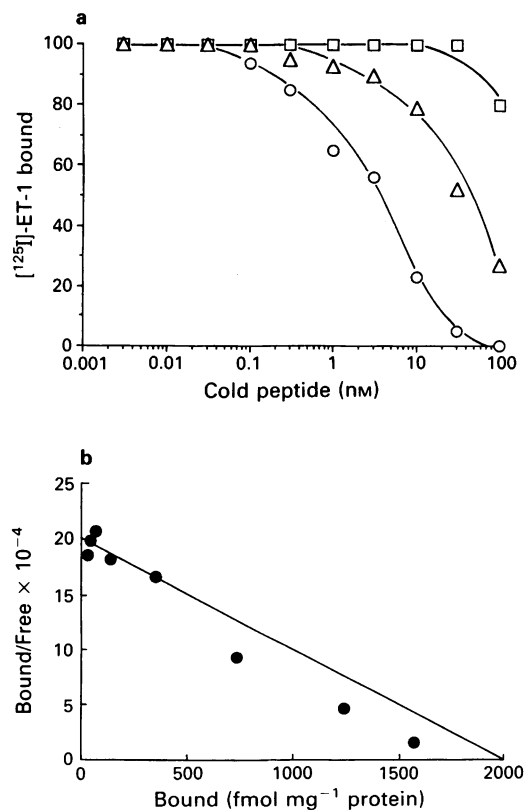 a
100
80
60
40
20
0
[¹²⁵I]-ET-1 bound
0.001 0.01 0.1 1 10 100
Cold peptide (nM)
b
25
20
15
10
5
0
Bound/Free × 10⁻⁴
0 500 1000 1500 2000
Bound (fmol mg⁻¹ protein)